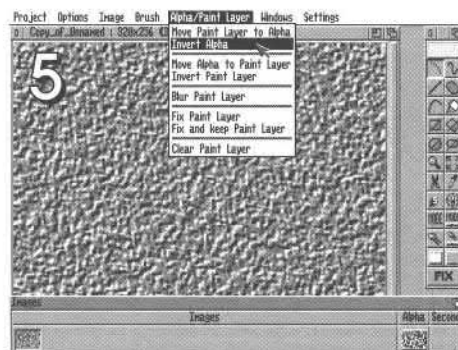 Project Options Image Brush Alpha/Paint Layer Windows Settings
Copy_of_Unnamed : 320x256
Move Paint Layer to Alpha
Invert Alpha
Move Alpha to Paint Layer
Invert Paint Layer
Blur Paint Layer
Fix Paint Layer
Fix and keep Paint Layer
Clear Paint Layer
5
FIX
Images
Images Alpha Second